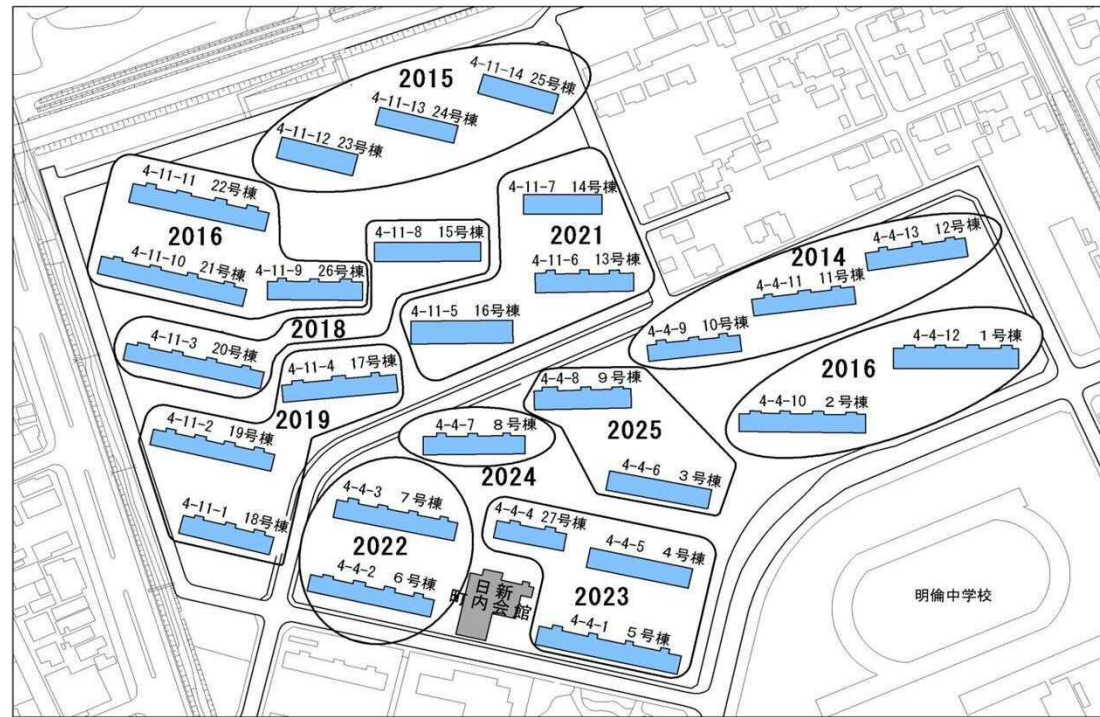 2015
4-11-14 25号棟
4-11-13 24号棟
4-11-12 23号棟
4-11-11 22号棟
2016
4-11-10 21号棟
4-11-9 26号棟
4-11-8 15号棟
4-11-7 14号棟
2021
4-11-6 13号棟
4-11-5 16号棟
2018
4-11-3 20号棟
4-11-4 17号棟
2019
4-11-2 19号棟
4-11-1 18号棟
2014
4-4-13 12号棟
4-4-11 11号棟
4-4-9 10号棟
4-4-12 1号棟
2016
4-4-10 2号棟
4-4-8 9号棟
2025
4-4-6 3号棟
4-4-7 8号棟
2024
4-4-3 7号棟
2022
4-4-2 6号棟
4-4-4 27号棟
4-4-5 4号棟
2023
4-4-1 5号棟
日新
町内会館
明倫中学校